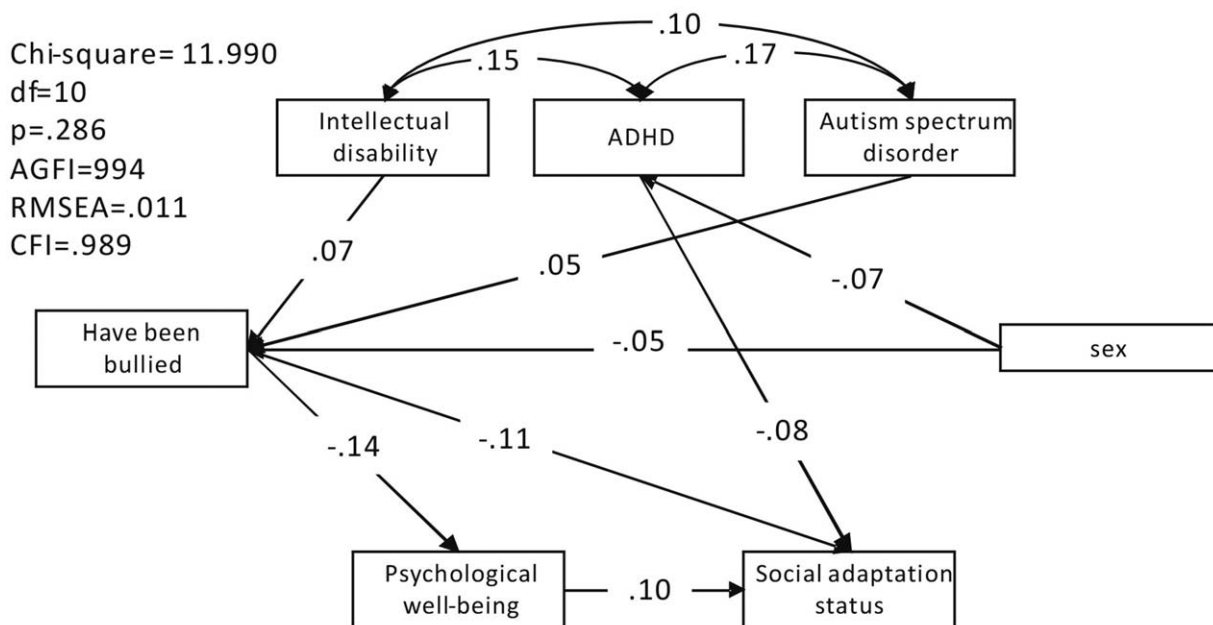 Chi-square= 11.990
df=10
p=.286
AGFI=994
RMSEA=.011
CFI=.989
.10
.15
.17
Intellectual
disability
ADHD
Autism spectrum
disorder
.07
.05
-.07
Have been
bullied
-.05
sex
-.14
-.11
-.08
Psychological
well-being
.10
Social adaptation
status